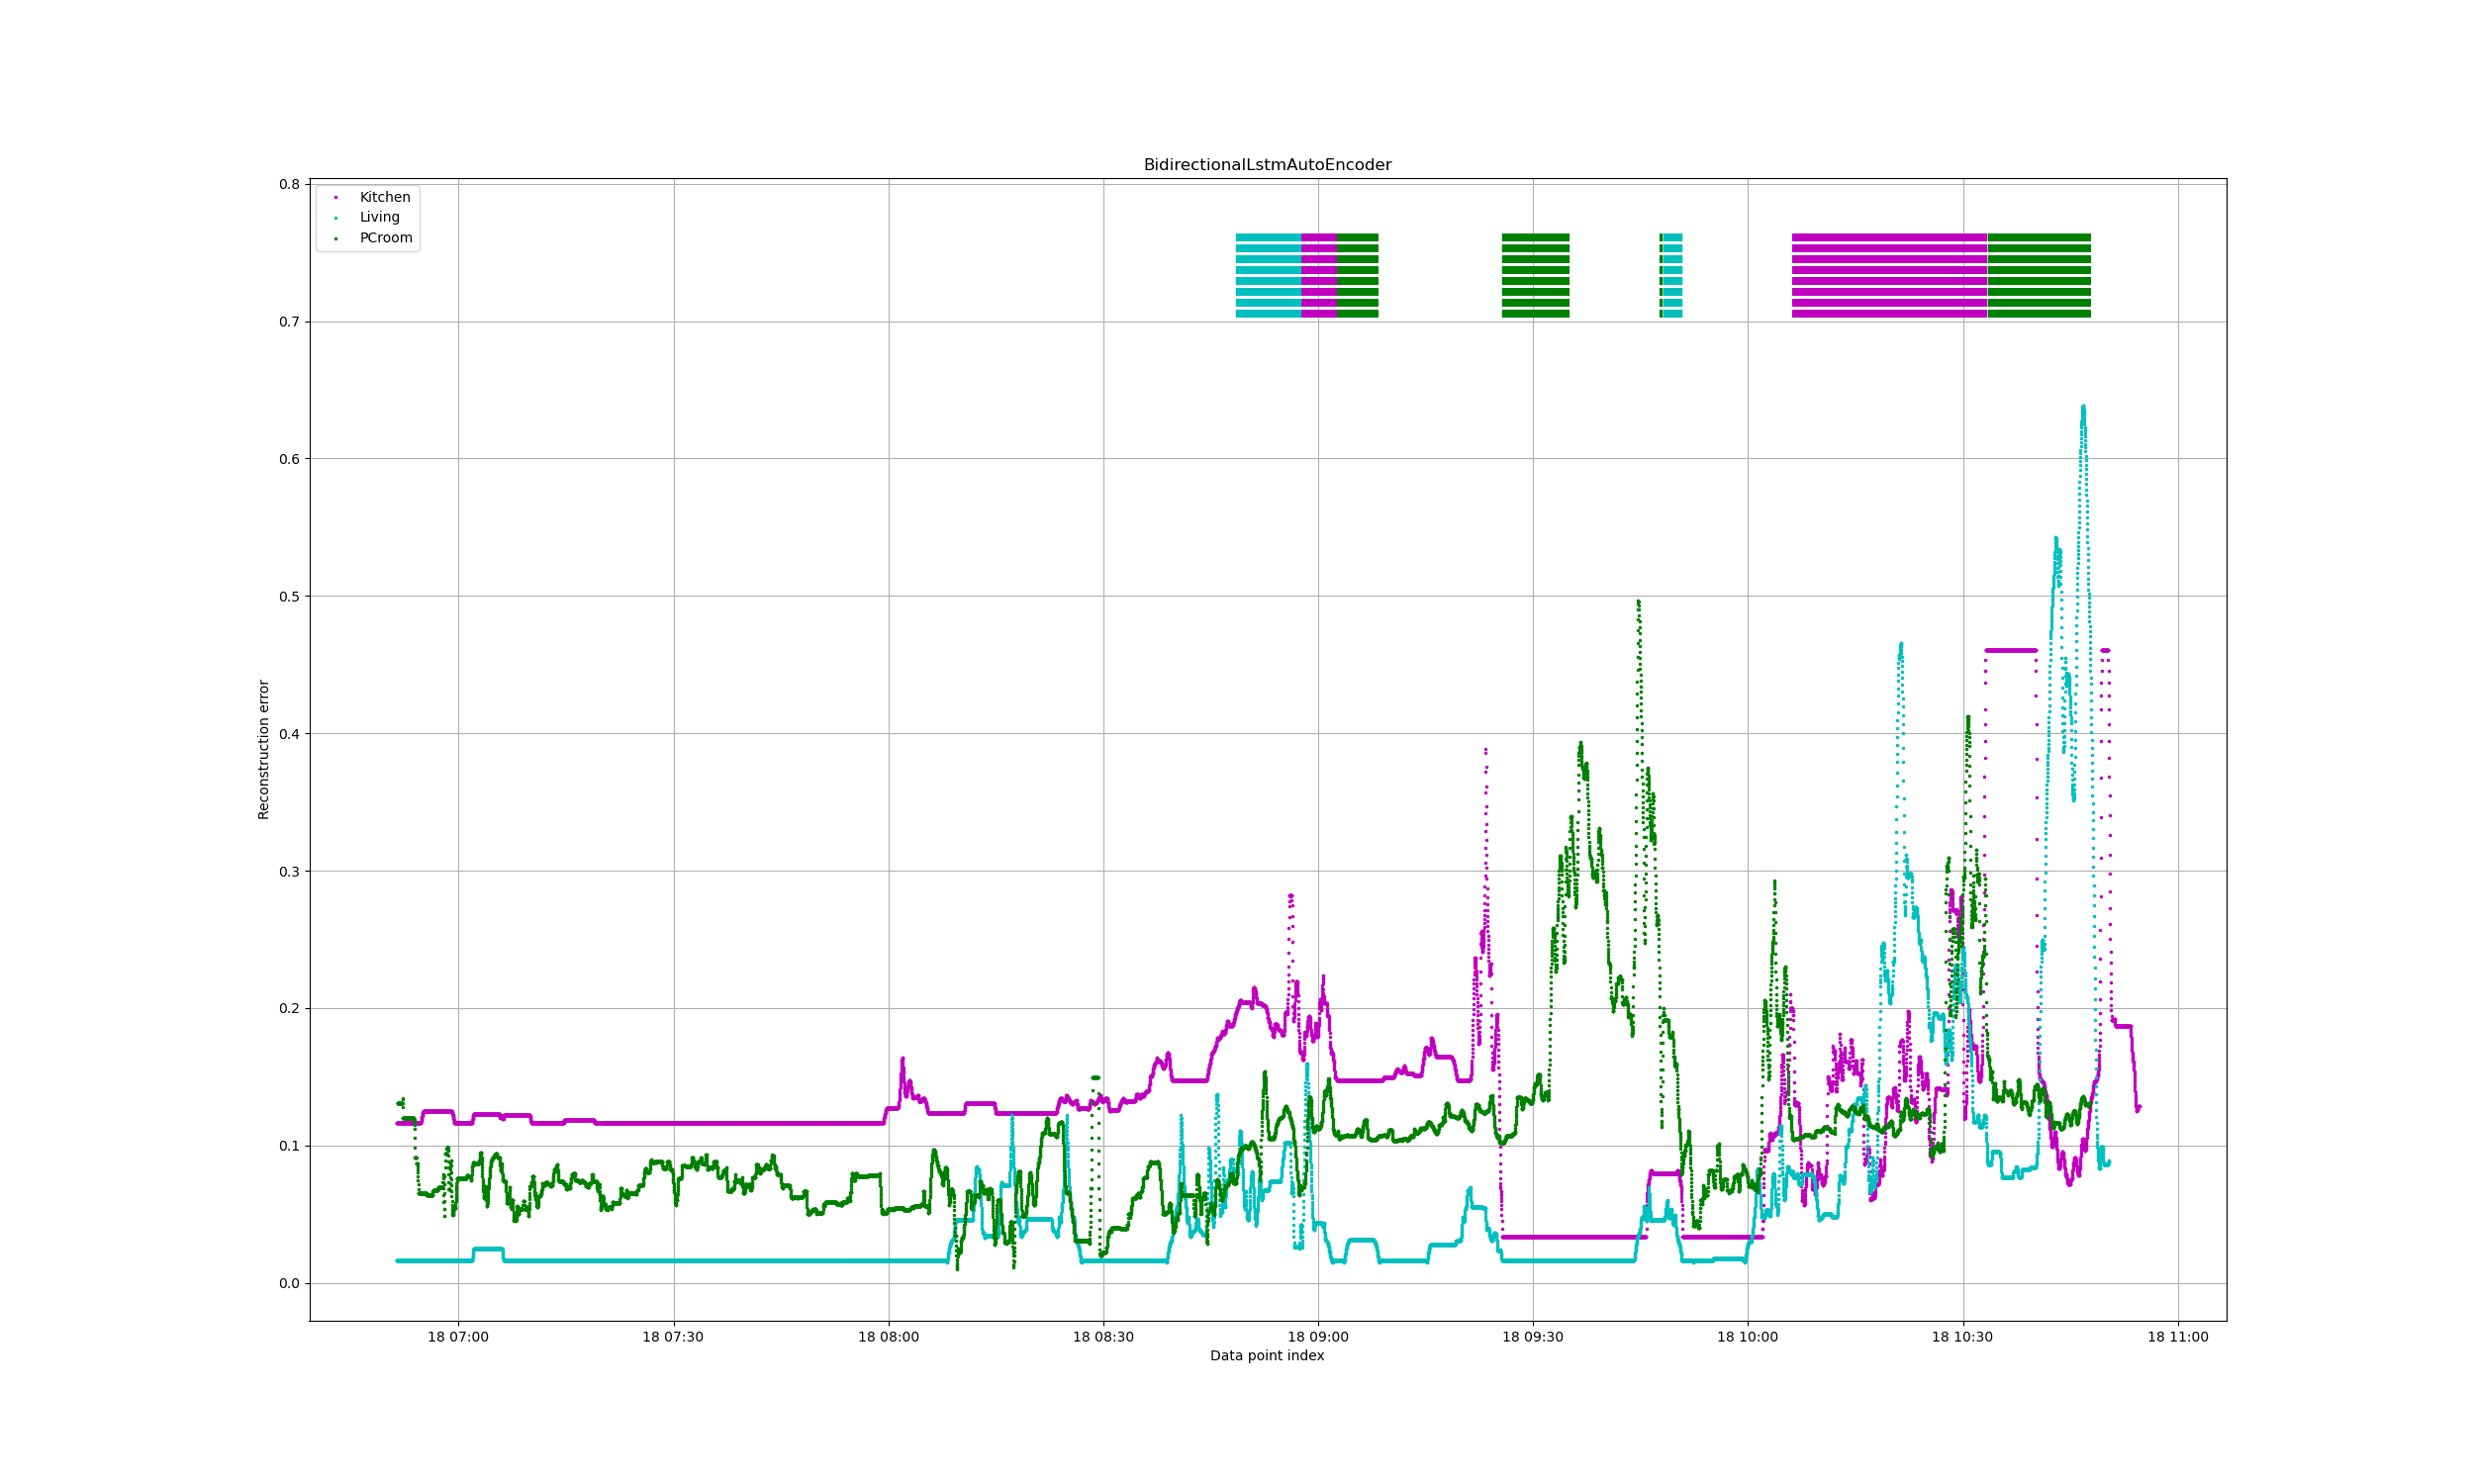 BidirectionalLstmAutoEncoder
Kitchen
Living
PCroom
Reconstruction error
0.8
0.7
0.6
0.5
0.4
0.3
0.2
0.1
0.0
18 07:00 18 07:30 18 08:00 18 08:30 18 09:00 18 09:30 18 10:00 18 10:30 18 11:00
Data point index